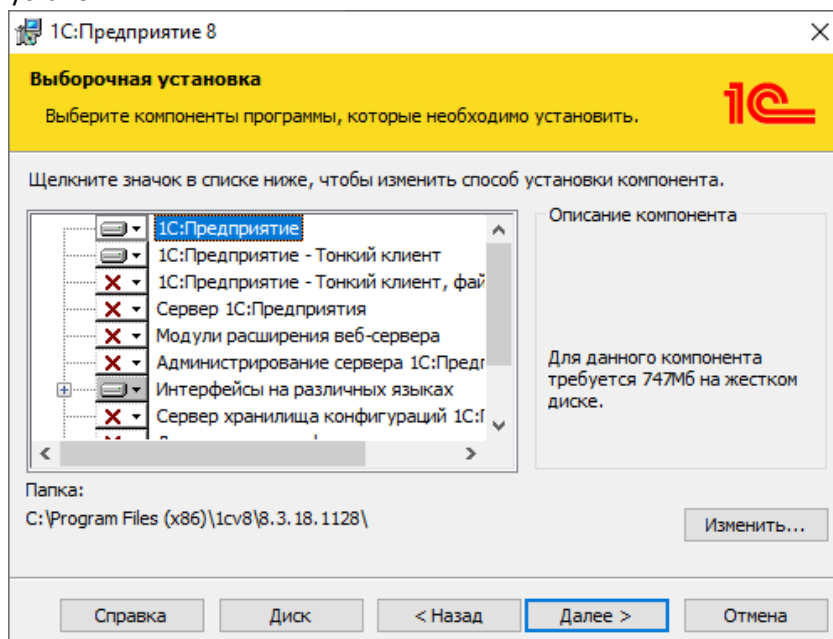 1С:Предприятие 8
Выборочная установка
Выберите компоненты программы, которые необходимо установить.
1С
Щелкните значок в списке ниже, чтобы изменить способ установки компонента.
Описание компонента
1С:Предприятие
1С:Предприятие - Тонкий клиент
1С:Предприятие - Тонкий клиент, фай
Сервер 1С:Предприятия
Модули расширения веб-сервера
Администрирование сервера 1С:Предп
Интерфейсы на различных языках
Сервер хранилища конфигураций 1С:П
Для данного компонента
требуется 747Мб на жестком
диске.
Папка:
C:\Program Files (x86)\1cv8\8.3.18.1128\
Изменить...
Справка
Диск
< Назад
Далее >
Отмена